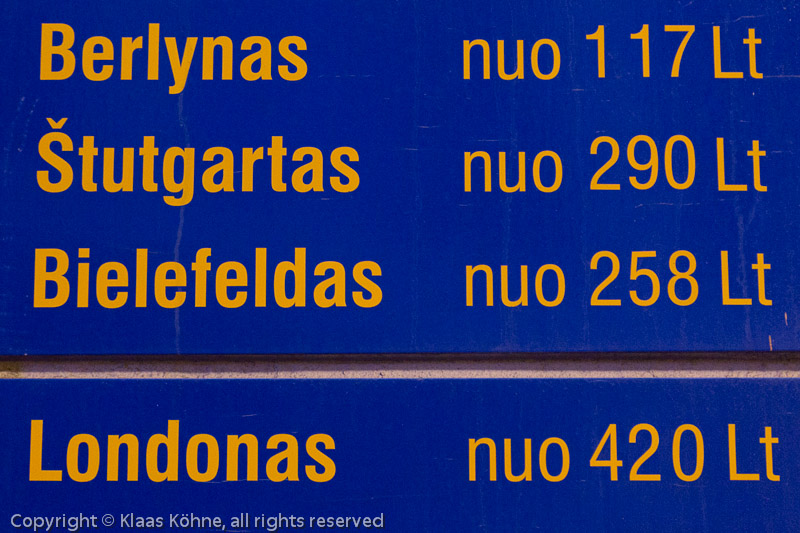 Berlynas nuo 117 Lt
Štutgartas nuo 290 Lt
Bielefeldas nuo 258 Lt
Londonas nuo 420 Lt
Copyright © Klaas Köhne, all rights reserved